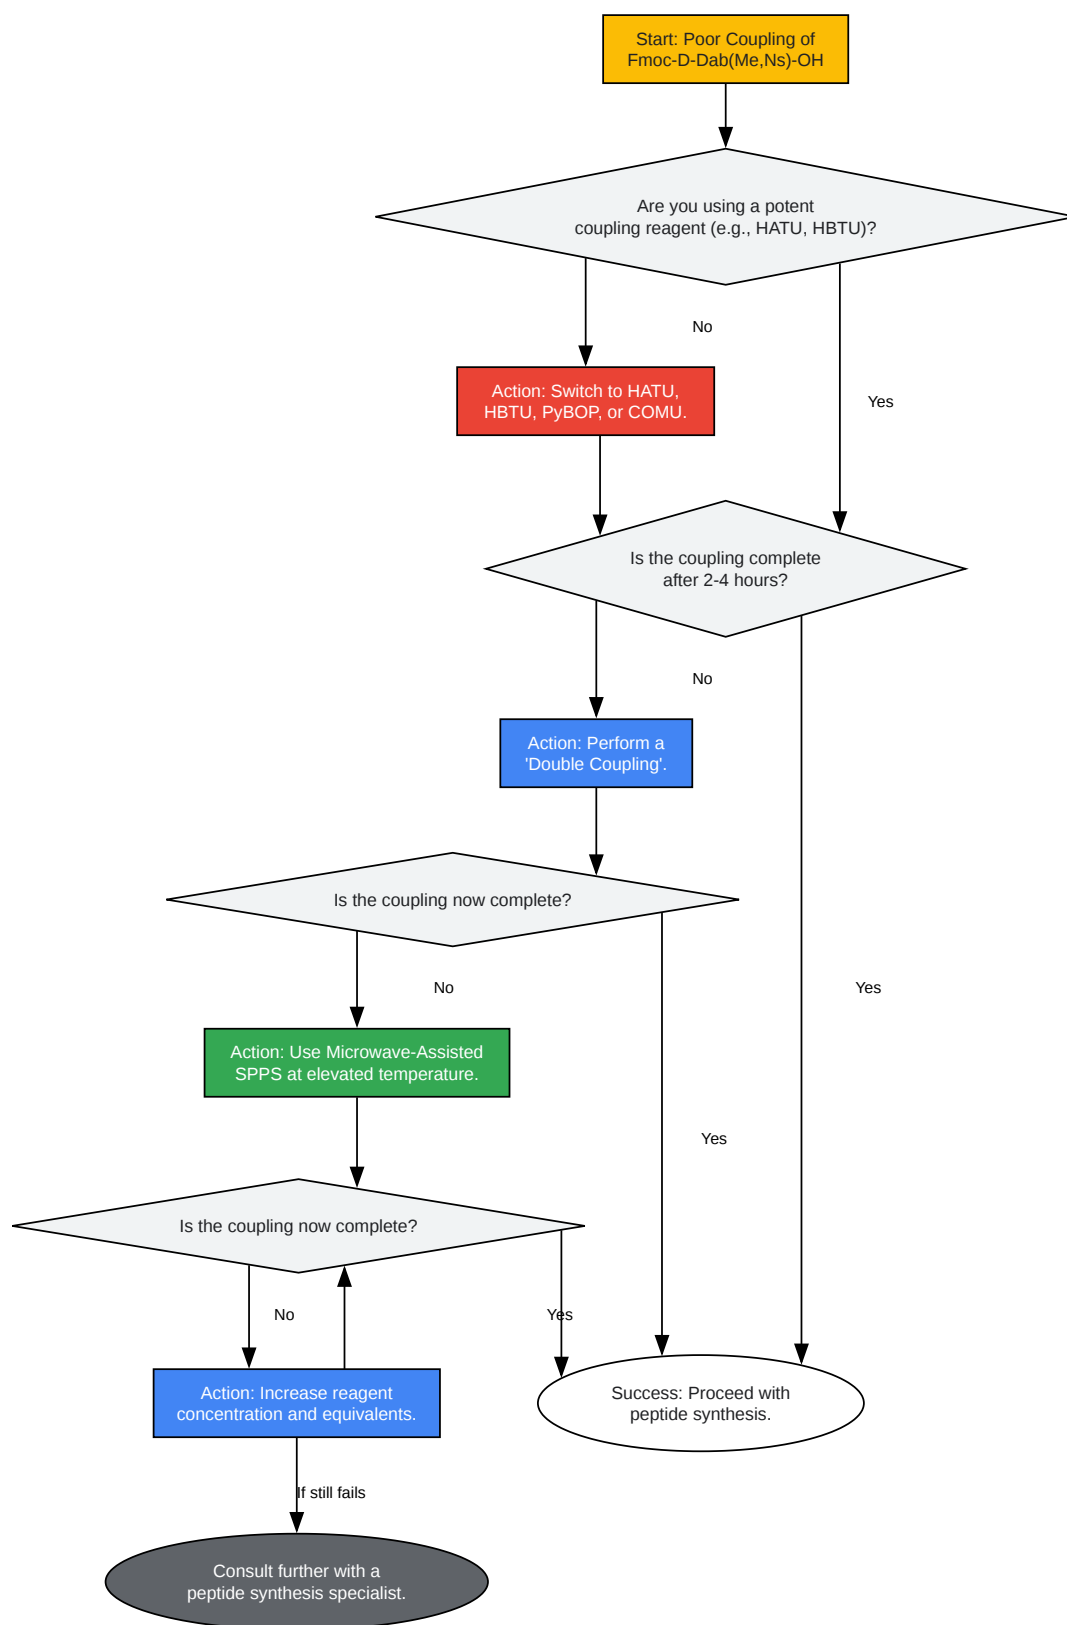 Start: Poor Coupling of
Fmoc-D-Dab(Me,Ns)-OH
Are you using a potent
coupling reagent (e.g., HATU, HBTU)?
No
Action: Switch to HATU,
HBTU, PyBOP, or COMU.
Yes
Is the coupling complete
after 2-4 hours?
No
Action: Perform a
'Double Coupling'.
Is the coupling now complete?
No
Yes
Action: Use Microwave-Assisted
SPPS at elevated temperature.
Yes
Is the coupling now complete?
No
Yes
Action: Increase reagent
concentration and equivalents.
Success: Proceed with
peptide synthesis.
If still fails
Consult further with a
peptide synthesis specialist.